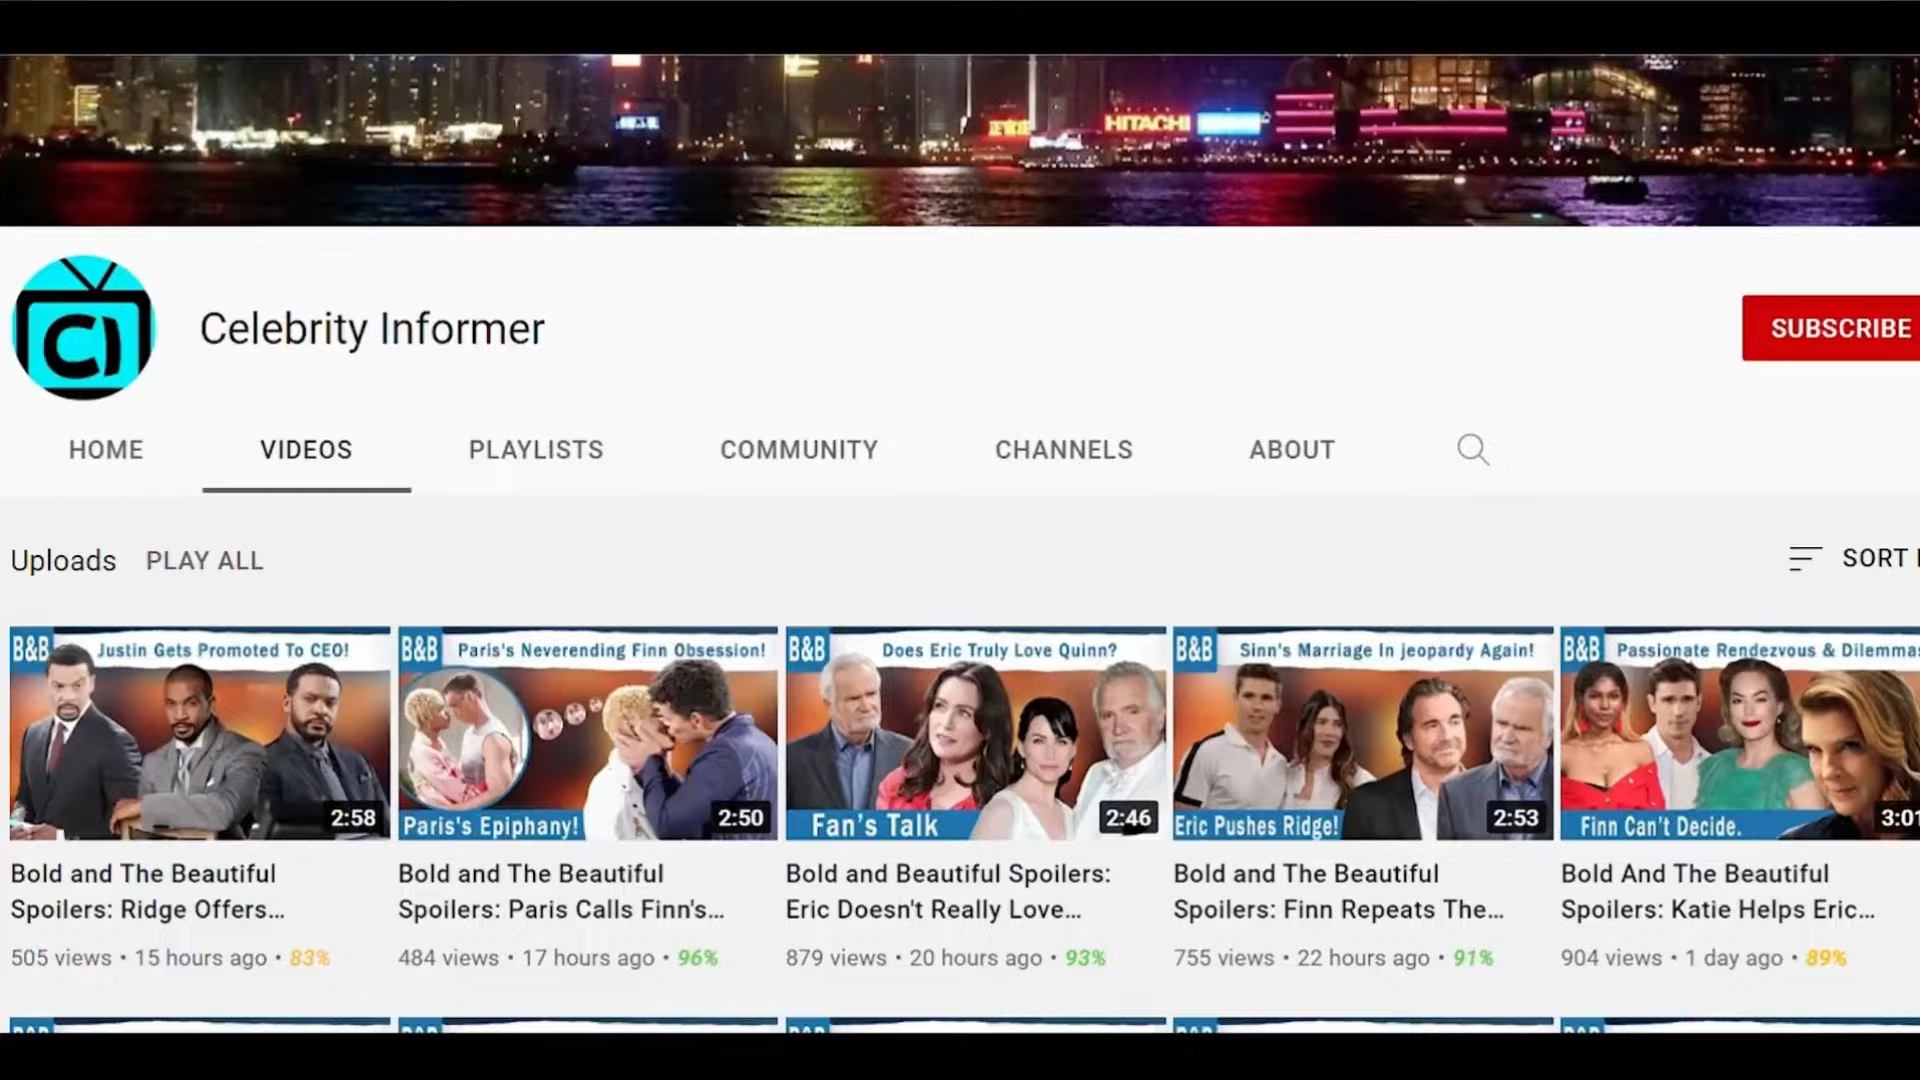 HITACHI
CI
Celebrity Informer
SUBSCRIBE
HOME VIDEOS PLAYLISTS COMMUNITY CHANNELS ABOUT
Uploads PLAY ALL
SORT
B&B Justin Gets Promoted To CEO!
2:58
B&B Paris's Neverending Finn Obsession!
Paris's Epiphany!
2:50
B&B Does Eric Truly Love Quinn?
Fan's Talk
2:46
B&B Sinn's Marriage In jeopardy Again!
Eric Pushes Ridge!
2:53
B&B Passionate Rendezvous & Dilemmas
Finn Can't Decide.
3:01
Bold and The Beautiful
Spoilers: Ridge Offers...
505 views • 15 hours ago • 83%
Bold and The Beautiful
Spoilers: Paris Calls Finn's...
484 views • 17 hours ago • 96%
Bold and Beautiful Spoilers:
Eric Doesn't Really Love...
879 views • 20 hours ago • 93%
Bold and The Beautiful
Spoilers: Finn Repeats The...
755 views • 22 hours ago • 91%
Bold And The Beautiful
Spoilers: Katie Helps Eric...
904 views • 1 day ago • 89%